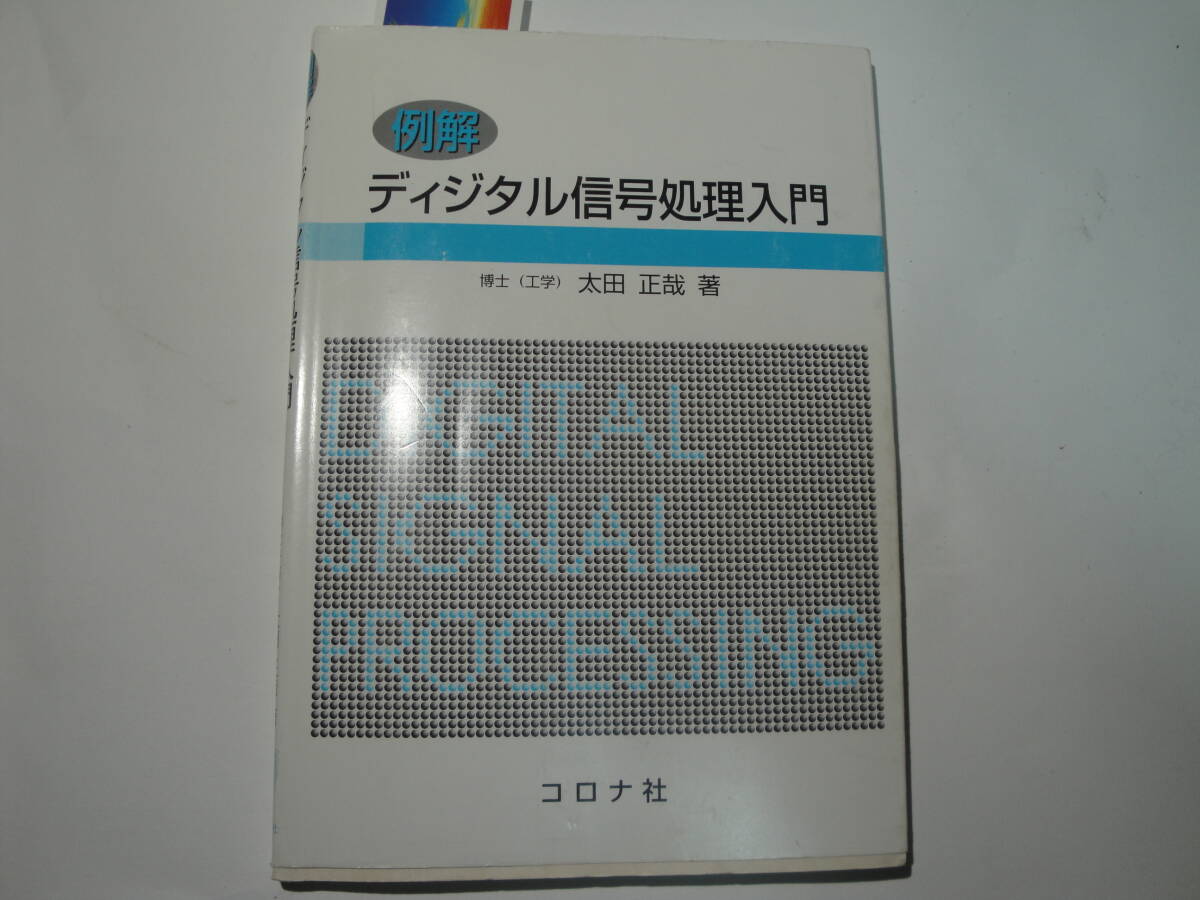 例解
ディジタル信号処理入門
博士（工学） 太田 正哉 著
DIGITAL
SIGNAL
PROCESSING
コロナ社